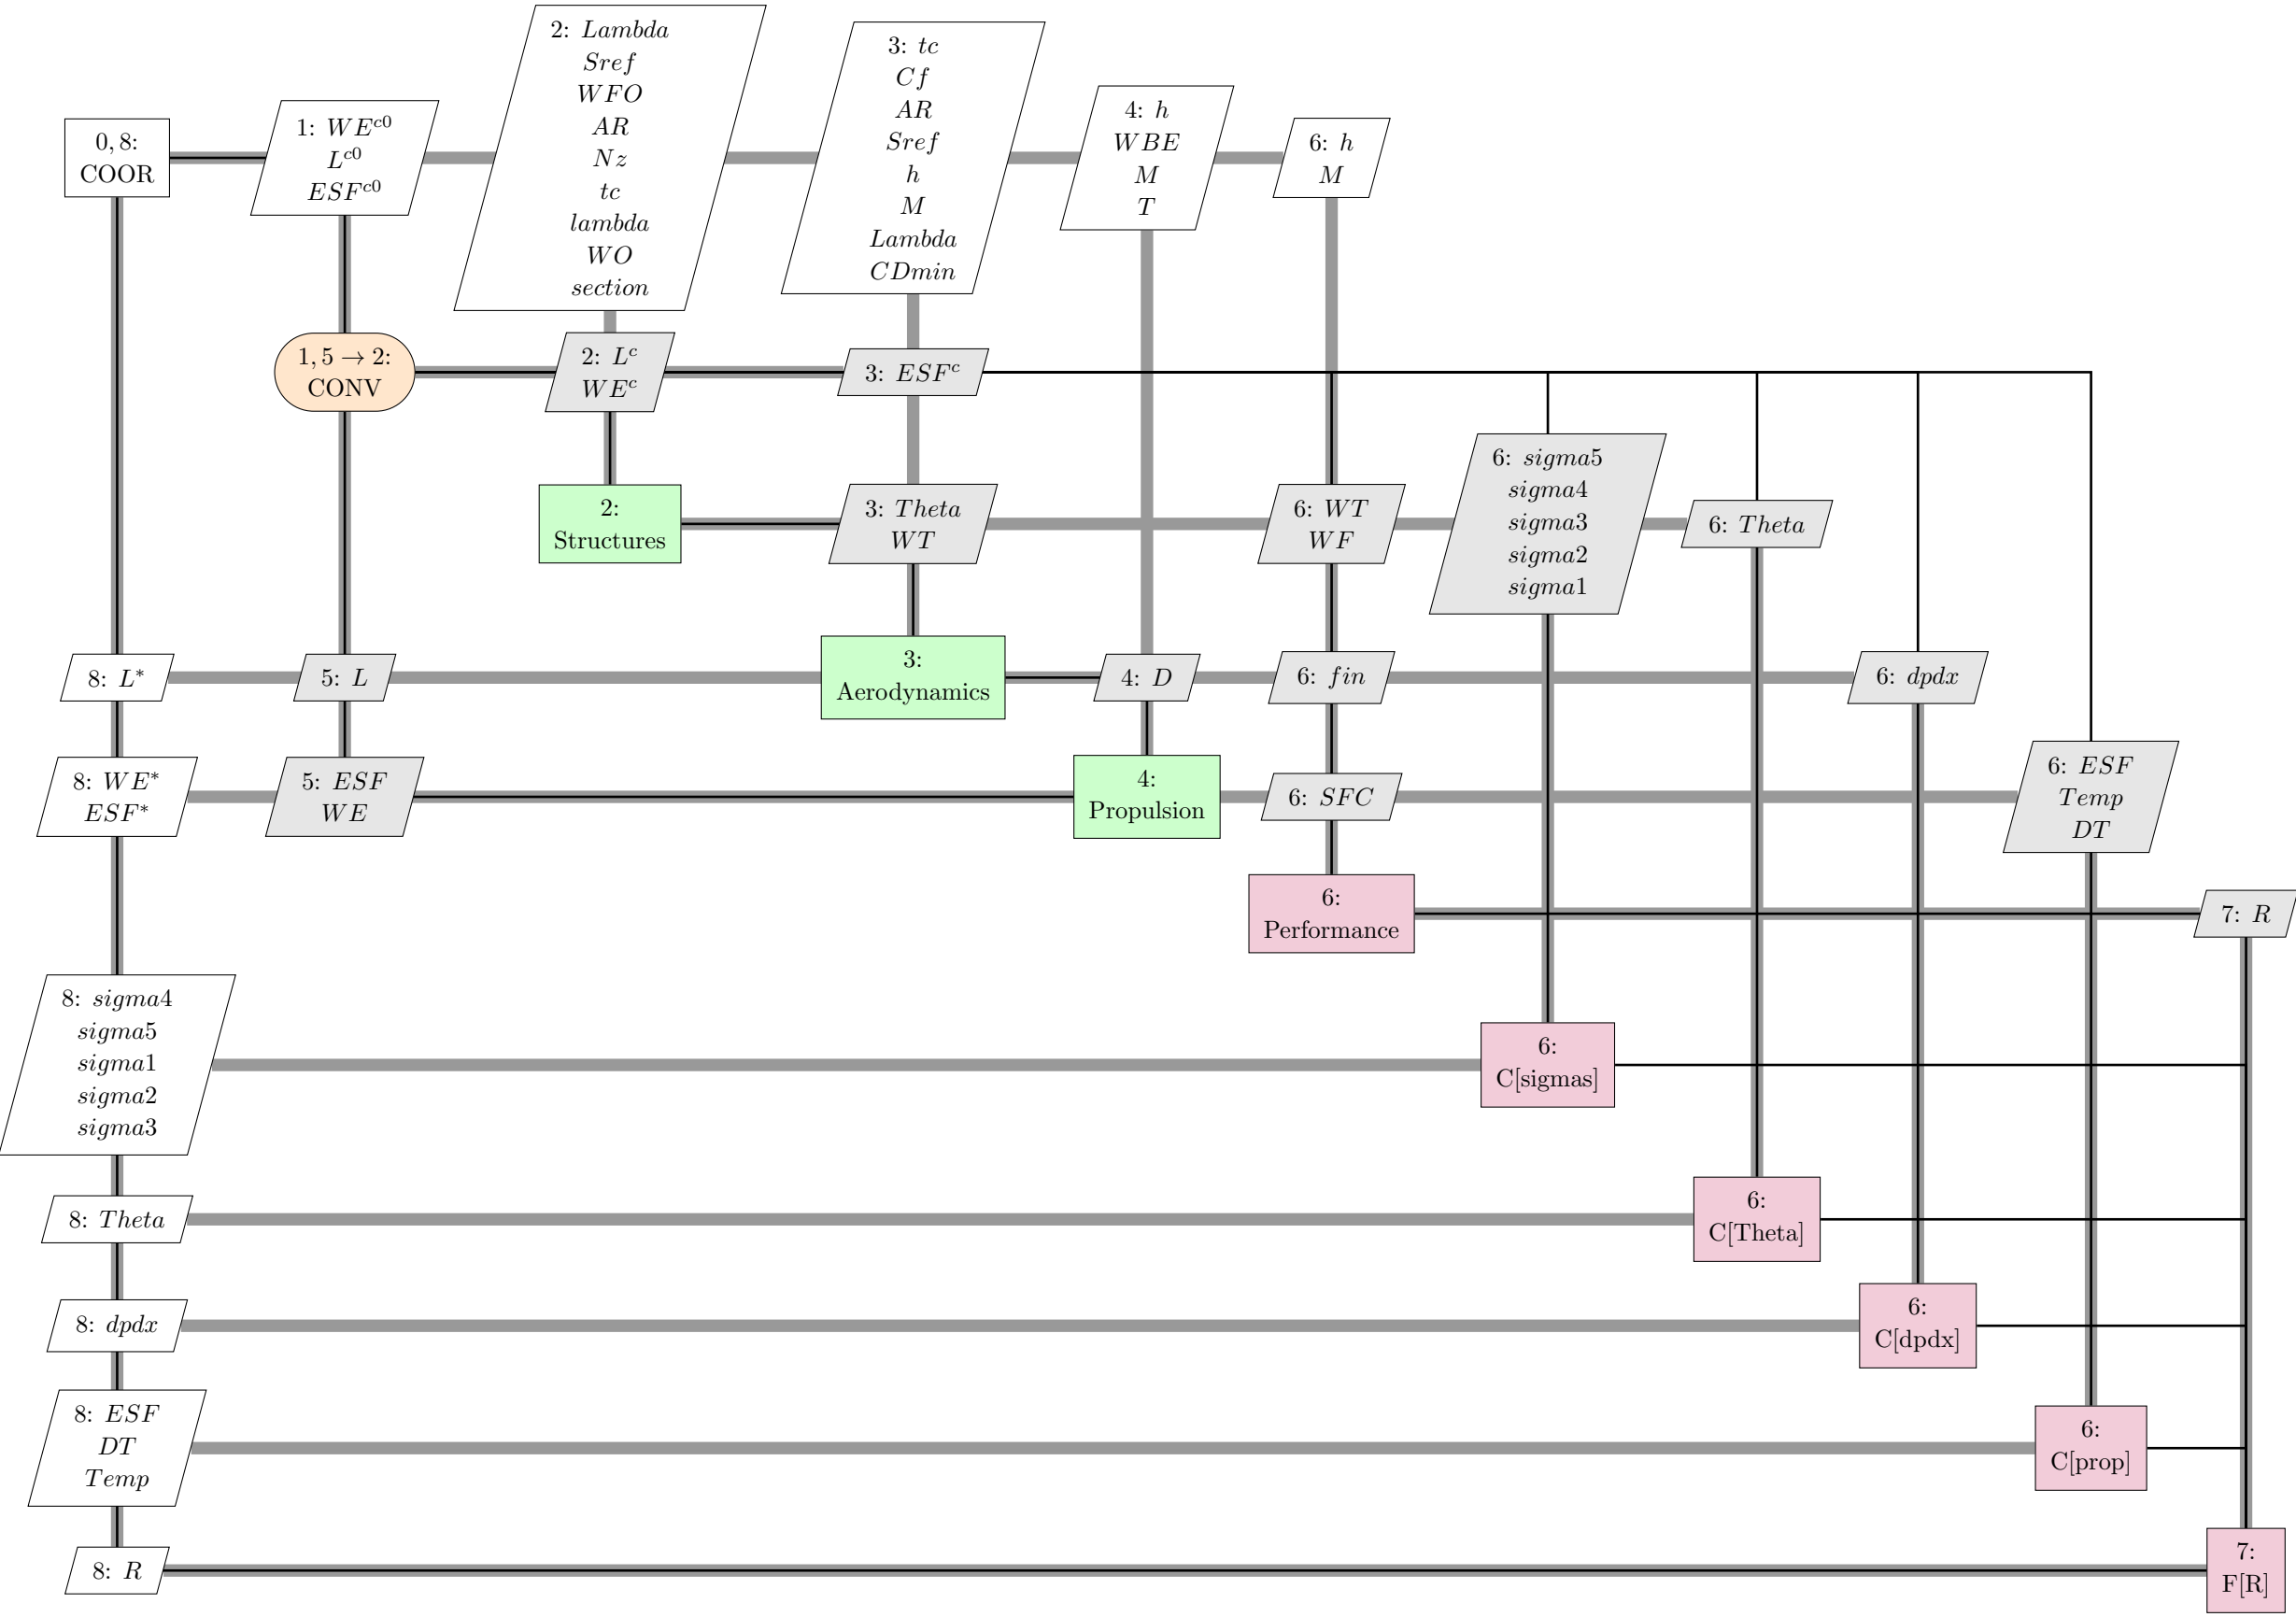 2: Lambda
Sref
WFO
AR
Nz
tc
lambda
WO
section
3: tc
Cf
AR
Sref
h
M
Lambda
CDmin
4: h
WBE
M
T
6: h
M
1: WE^{c0}
L^{c0}
ESF^{c0}
0, 8:
COOR
1, 5 → 2:
CONV
2: L^c
WE^c
3: ESF^c
2:
Structures
3: Theta
WT
6: WT
WF
6: sigma5
sigma4
sigma3
sigma2
sigma1
6: Theta
8: L*
5: L
3:
Aerodynamics
4: D
6: fin
6: dpdx
8: WE*
ESF*
5: ESF
WE
4:
Propulsion
6: SFC
6: ESF
Temp
DT
6:
Performance
7: R
8: sigma4
sigma5
sigma1
sigma2
sigma3
6:
C[sigmas]
8: Theta
6:
C[Theta]
8: dpdx
6:
C[dpdx]
8: ESF
DT
Temp
6:
C[prop]
8: R
7:
F[R]